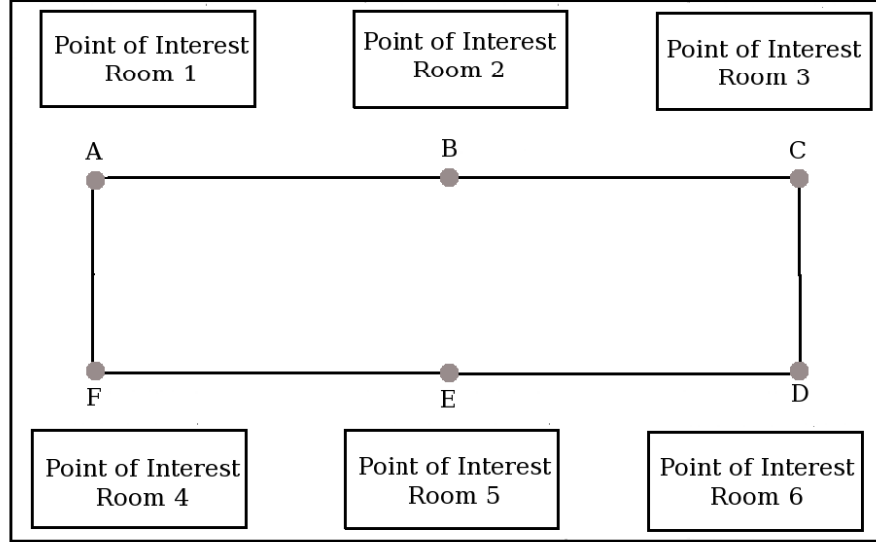 Point of Interest
Room 1
Point of Interest
Room 2
Point of Interest
Room 3
A
B
C
F
E
D
Point of Interest
Room 4
Point of Interest
Room 5
Point of Interest
Room 6